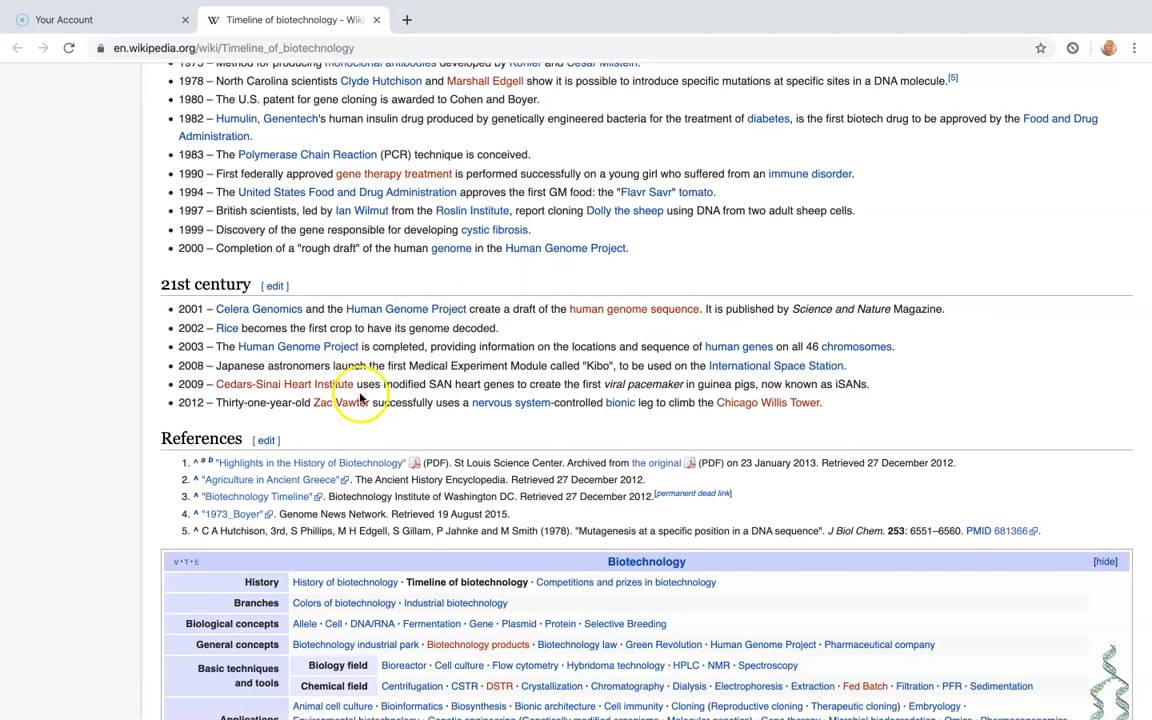 Your Account
Timeline of biotechnology - Wiki
en.wikipedia.org/wiki/Timeline_of_biotechnology
1975 – Method for producing monoclonal antibodies developed by Köhler and César Milstein.
1978 – North Carolina scientists Clyde Hutchison and Marshall Edgell show it is possible to introduce specific mutations at specific sites in a DNA molecule.[5]
1980 – The U.S. patent for gene cloning is awarded to Cohen and Boyer.
1982 – Humulin, Genentech's human insulin drug produced by genetically engineered bacteria for the treatment of diabetes, is the first biotech drug to be approved by the Food and Drug
Administration.
1983 – The Polymerase Chain Reaction (PCR) technique is conceived.
1990 – First federally approved gene therapy treatment is performed successfully on a young girl who suffered from an immune disorder.
1994 – The United States Food and Drug Administration approves the first GM food: the "Flavr Savr" tomato.
1997 – British scientists, led by Ian Wilmut from the Roslin Institute, report cloning Dolly the sheep using DNA from two adult sheep cells.
1999 – Discovery of the gene responsible for developing cystic fibrosis.
2000 – Completion of a "rough draft" of the human genome in the Human Genome Project.
21st century [ edit ]
2001 – Celera Genomics and the Human Genome Project create a draft of the human genome sequence. It is published by Science and Nature Magazine.
2002 – Rice becomes the first crop to have its genome decoded.
2003 – The Human Genome Project is completed, providing information on the locations and sequence of human genes on all 46 chromosomes.
2008 – Japanese astronomers launch the first Medical Experiment Module called "Kibo", to be used on the International Space Station.
2009 – Cedars-Sinai Heart Institute uses modified SAN heart genes to create the first viral pacemaker in guinea pigs, now known as iSANs.
2012 – Thirty-one-year-old Zac Vawter successfully uses a nervous system-controlled bionic leg to climb the Chicago Willis Tower.
References [ edit ]
1. ^ a b "Highlights in the History of Biotechnology" (PDF). St Louis Science Center. Archived from the original (PDF) on 23 January 2013. Retrieved 27 December 2012.
2. ^ "Agriculture in Ancient Greece". The Ancient History Encyclopedia. Retrieved 27 December 2012.
3. ^ "Biotechnology Timeline". Biotechnology Institute of Washington DC. Retrieved 27 December 2012.[permanent dead link]
4. ^ "1973_Boyer". Genome News Network. Retrieved 19 August 2015.
5. ^ C A Hutchison, 3rd, S Phillips, M H Edgell, S Gillam, P Jahnke and M Smith (1978). "Mutagenesis at a specific position in a DNA sequence". J Biol Chem. 253: 6551–6560. PMID 681366.
V · T · E Biotechnology [hide]
History History of biotechnology · Timeline of biotechnology · Competitions and prizes in biotechnology
Branches Colors of biotechnology · Industrial biotechnology
Biological concepts Allele · Cell · DNA/RNA · Fermentation · Gene · Plasmid · Protein · Selective Breeding
General concepts Biotechnology industrial park · Biotechnology products · Biotechnology law · Green Revolution · Human Genome Project · Pharmaceutical company
Basic techniques
and tools
Biology field Bioreactor · Cell culture · Flow cytometry · Hybridoma technology · HPLC · NMR · Spectroscopy
Chemical field Centrifugation · CSTR · DSTR · Crystallization · Chromatography · Dialysis · Electrophoresis · Extraction · Fed Batch · Filtration · PFR · Sedimentation
Animal cell culture · Bioinformatics · Biosynthesis · Bionic architecture · Cell immunity · Cloning (Reproductive cloning · Therapeutic cloning) · Embryology ·
Applications